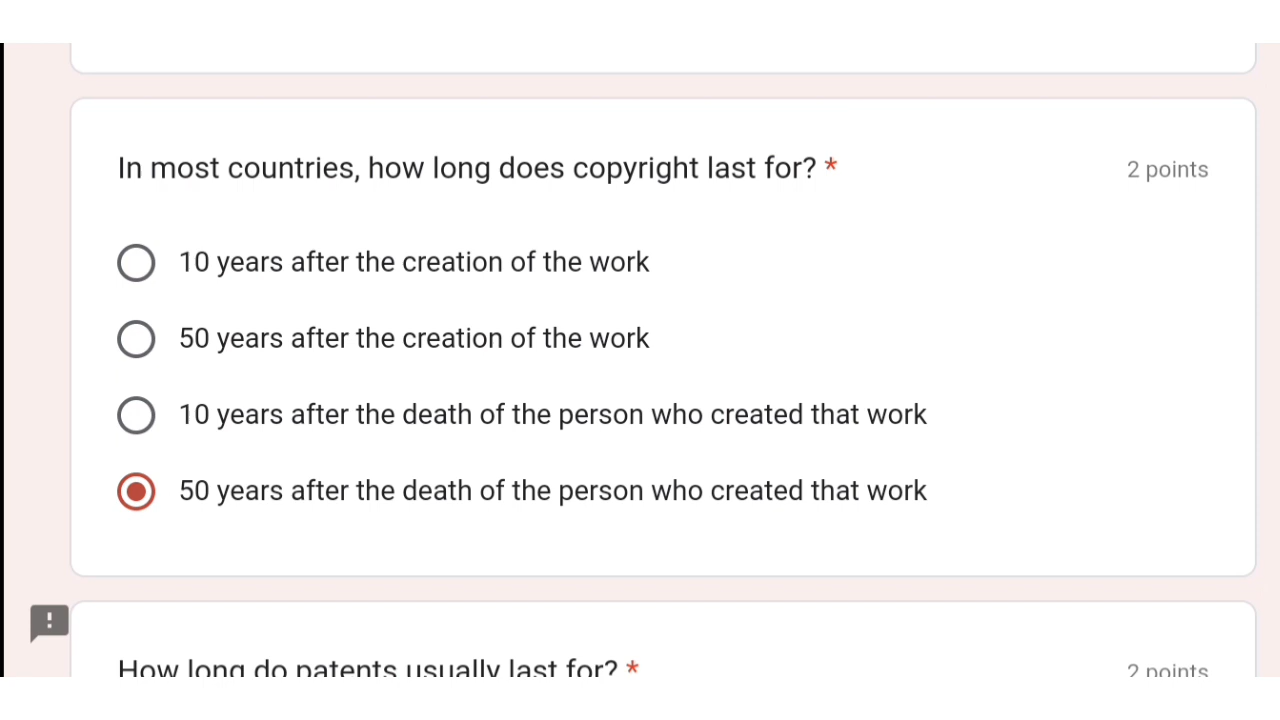 In most countries, how long does copyright last for? *
2 points
10 years after the creation of the work
50 years after the creation of the work
10 years after the death of the person who created that work
50 years after the death of the person who created that work
How long do patents usually last for? *
2 points